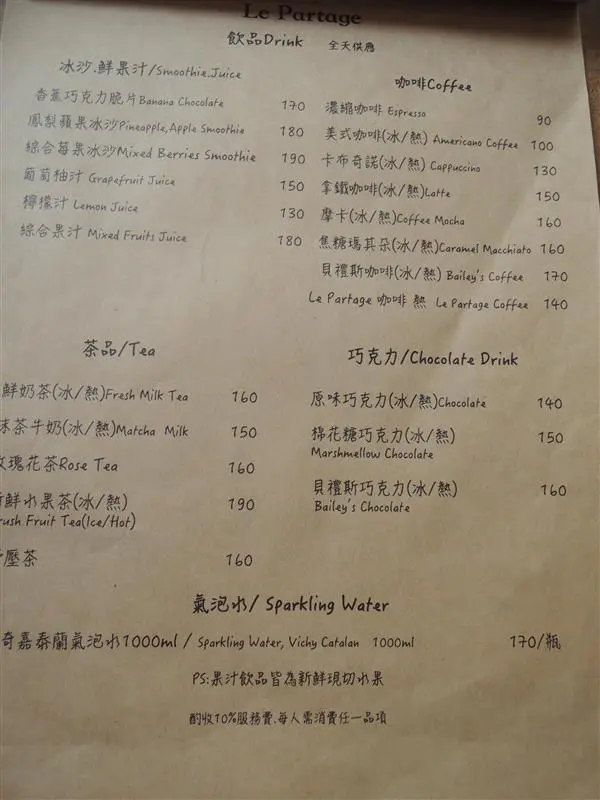 Le Partage
飲品Drink 全天供應
冰沙.鮮果汁/Smoothie.Juice
香蕉巧克力脆片Banana Chocolate 170
鳳梨蘋果冰沙Pineapple,Apple Smoothie 180
綜合莓果冰沙Mixed Berries Smoothie 190
葡萄柚汁 Grapefruit Juice 150
檸檬汁 Lemon Juice 130
綜合果汁 Mixed Fruits Juice 180
咖啡Coffee
濃縮咖啡 Espresso 90
美式咖啡(冰/熱) Americano Coffee 100
卡布奇諾(冰/熱) Cappuccino 130
拿鐵咖啡(冰/熱)Latte 150
摩卡(冰/熱)Coffee Mocha 160
焦糖瑪其朵(冰/熱)Caramel Macchiato 160
貝禮斯咖啡(冰/熱) Bailey's Coffee 170
Le Partage 咖啡 熱 Le Partage Coffee 140
茶品/Tea
鮮奶茶(冰/熱)Fresh Milk Tea 160
抹茶牛奶(冰/熱)Matcha Milk 150
玫瑰花茶Rose Tea 160
鮮水果茶(冰/熱) 190
rush Fruit Tea(Ice/Hot)
壓茶 160
巧克力/Chocolate Drink
原味巧克力(冰/熱)Chocolate 140
棉花糖巧克力(冰/熱) 150
Marshmellow Chocolate
貝禮斯巧克力(冰/熱) 160
Bailey's Chocolate
氣泡水/ Sparkling Water
奇嘉泰蘭氣泡水1000ml / Sparkling Water, Vichy Catalan 1000ml 170/瓶
PS:果汁飲品皆為新鮮現切水果
酌收10%服務費.每人需消費任一品項